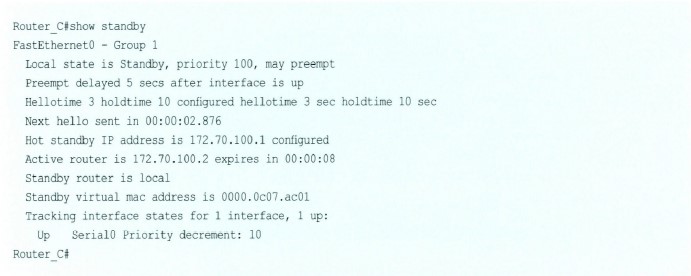 Router_C#show standby
FastEthernet0 - Group 1
Local state is Standby, priority 100, may preempt
Preempt delayed 5 secs after interface is up
Hellotime 3 holdtime 10 configured hellotime 3 sec holdtime 10 sec
Next hello sent in 00:00:02.876
Hot standby IP address is 172.70.100.1 configured
Active router is 172.70.100.2 expires in 00:00:08
Standby router is local
Standby virtual mac address is 0000.0c07.ac01
Tracking interface states for 1 interface, 1 up:
Up Serial0 Priority decrement: 10
Router_C#